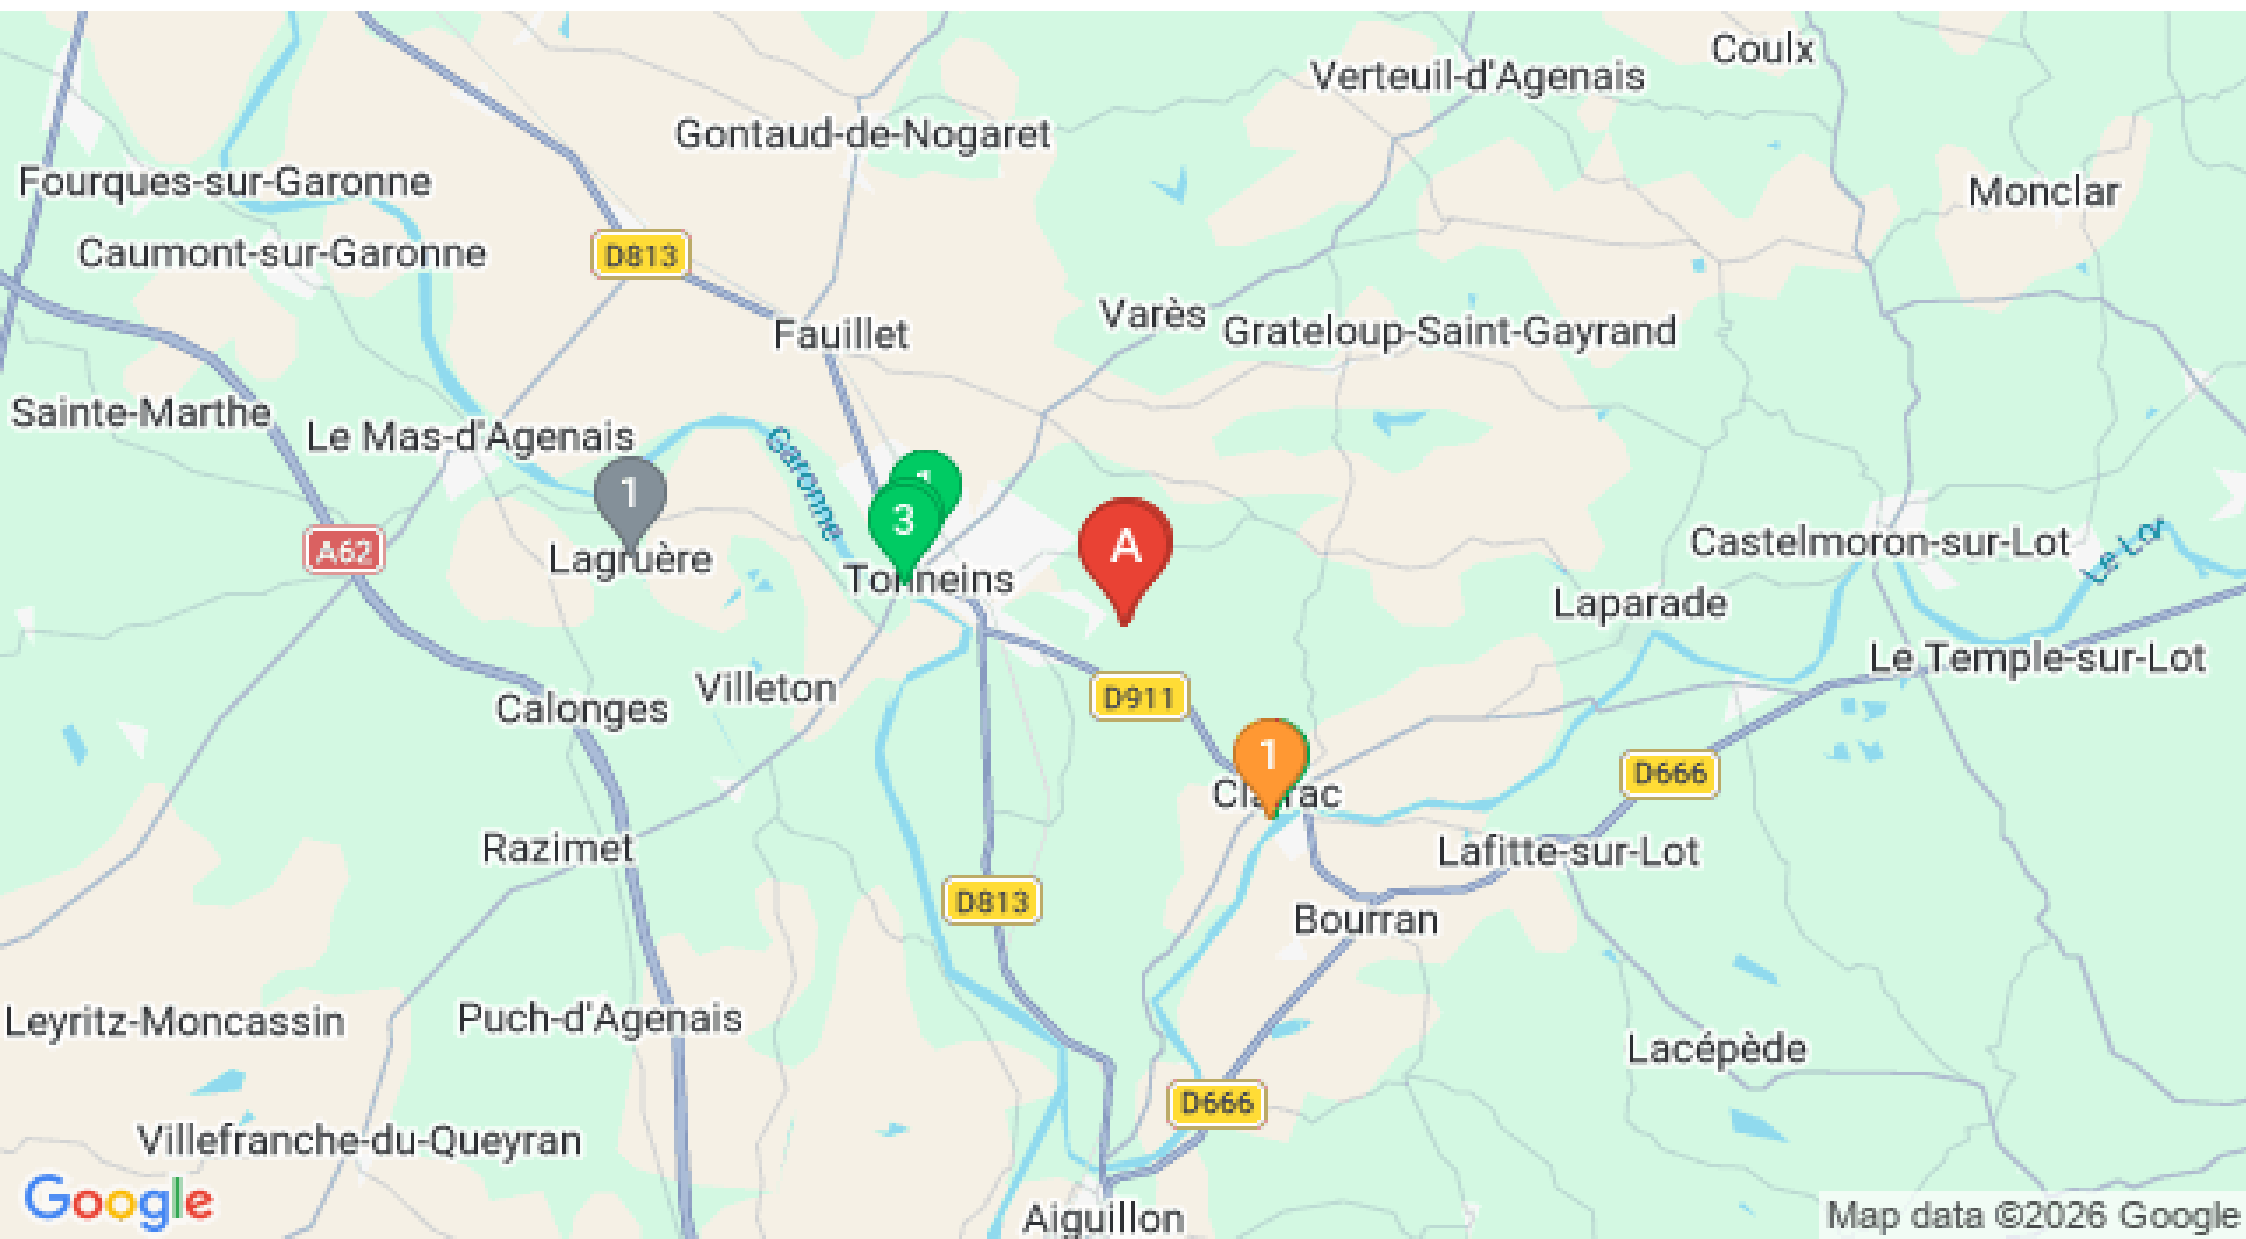 Coulx
Verteuil-d'Agenais
Gontaud-de-Nogaret
Fourques-sur-Garonne
Monclar
Caumont-sur-Garonne
D813
Varès
Fauillet
Grateloup-Saint-Gayrand
Sainte-Marthe
Le Mas-d'Agenais
Garonne
1
3
A
A62
Lagruère
Tonneins
Castelmoron-sur-Lot
Le Lot
Laparade
Le Temple-sur-Lot
Villeton
D911
Calonges
1
D666
Clairac
Razimet
Lafitte-sur-Lot
D813
Bourran
Leyritz-Moncassin
Puch-d'Agenais
Lacépède
D666
Villefranche-du-Queyran
Google
Aiguillon
Map data ©2026 Google